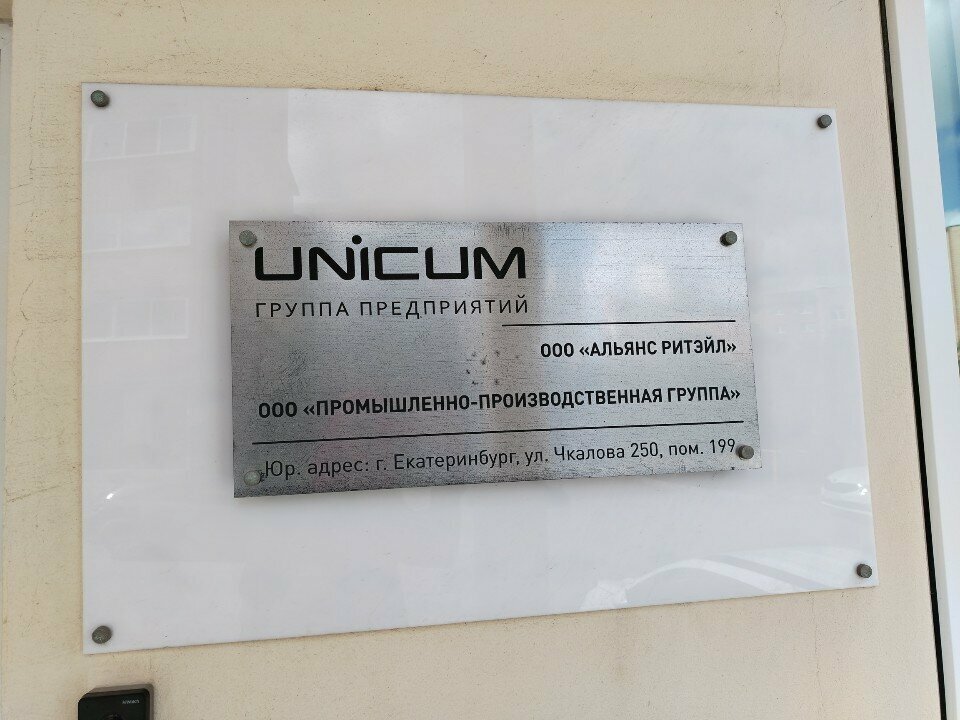 UNiCUM
ГРУППА ПРЕДПРИЯТИЙ
ООО «АЛЬЯНС РИТЭЙЛ»
ООО «ПРОМЫШЛЕННО-ПРОИЗВОДСТВЕННАЯ ГРУППА»
Юр. адрес: г. Екатеринбург, ул. Чкалова 250, пом. 199